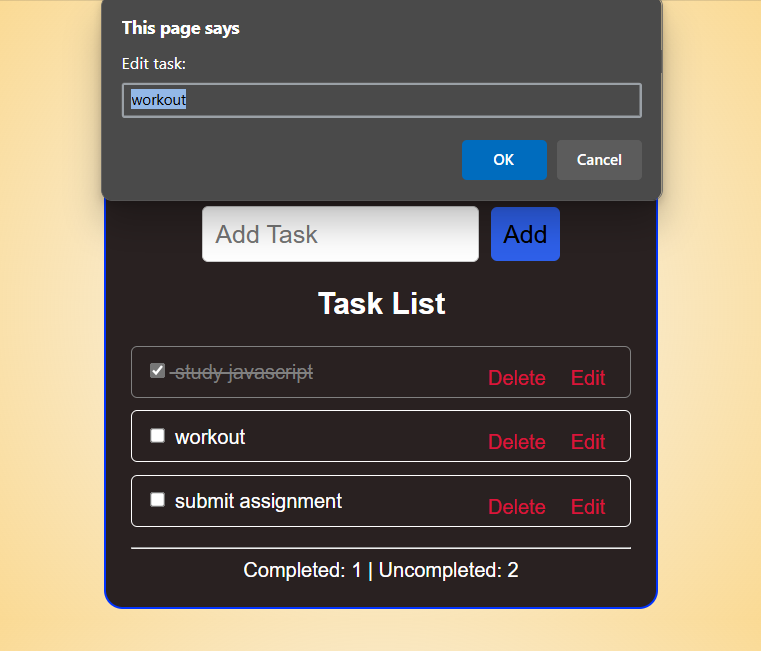 This page says
Edit task:
workout
OK Cancel
Add Task Add
Task List
study javascript Delete Edit
workout Delete Edit
submit assignment Delete Edit
Completed: 1 | Uncompleted: 2